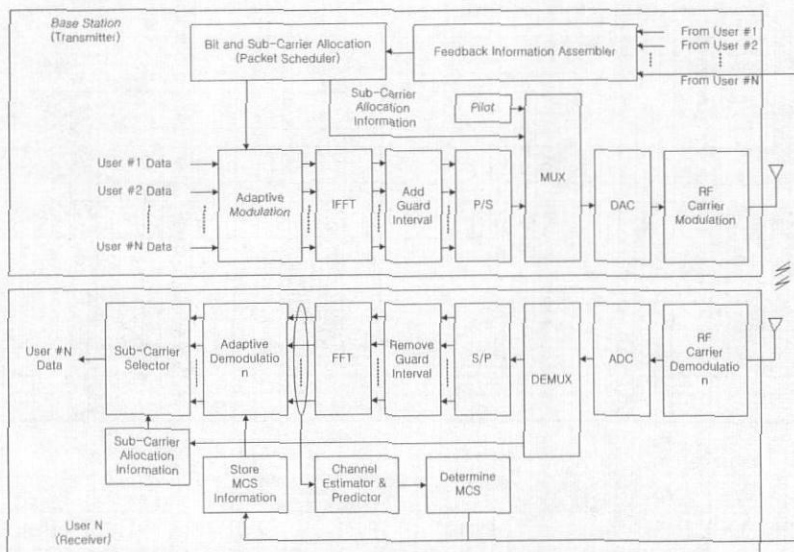 Base Station
(Transmitter)
Bit and Sub-Carrier Allocation
(Packet Scheduler)
Feedback Information Assembler
From User #1
From User #2
From User #N
Sub-Carrier
Allocation
Information
Pilot
User #1 Data
User #2 Data
User #N Data
Adaptive
Modulation
IFFT
Add
Guard
Interval
P/S
MUX
DAC
RF
Carrier
Modulation
User #N
Data
Sub-Carrier
Selector
Adaptive
Demodulatio
n
FFT
Remove
Guard
Interval
S/P
DEMUX
ADC
RF
Carrier
Demodulatio
n
Sub-Carrier
Allocation
Information
Store
MCS
Information
Channel
Estimator &
Predictor
Determine
MCS
User N
(Receiver)